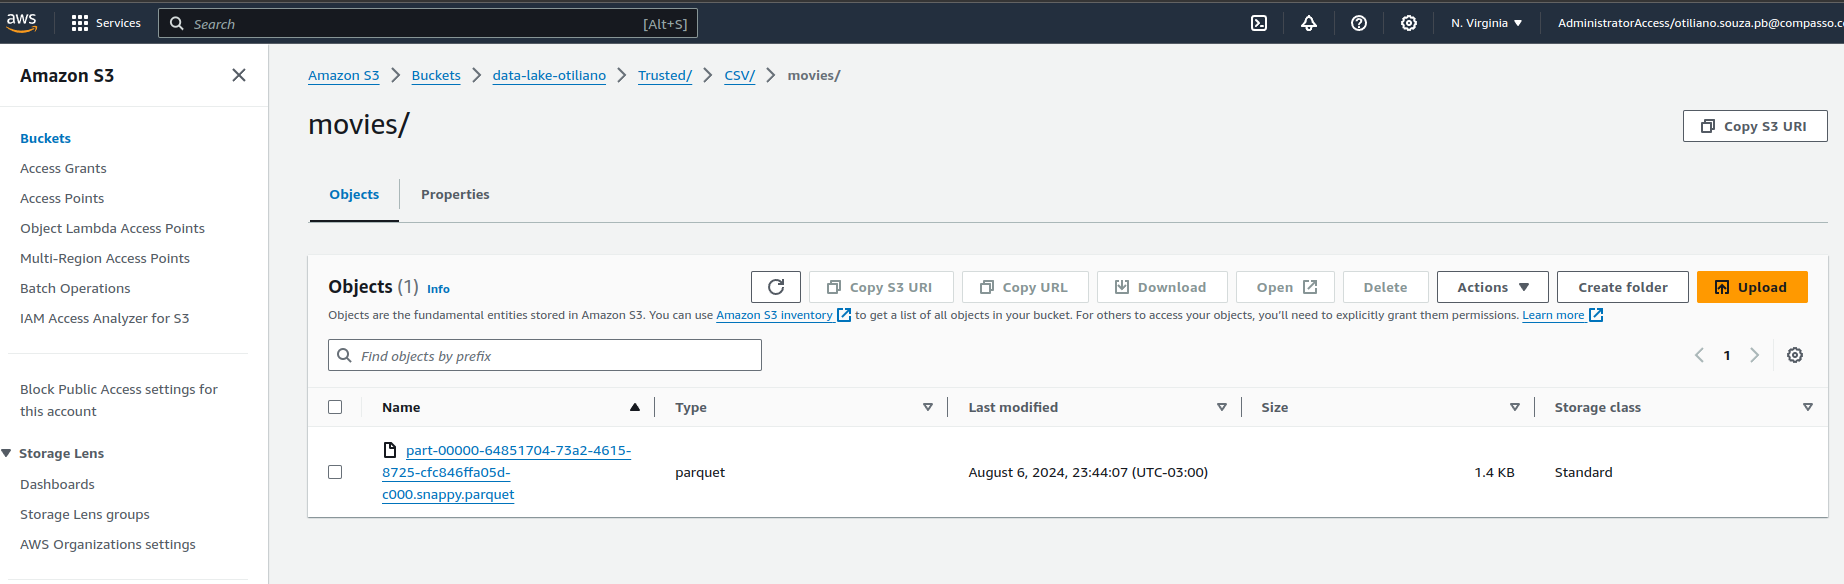 aws Services Search [Alt+S] N. Virginia AdministratorAccess/otiliano.souza.pb@compasso.c
Amazon S3
Buckets
Access Grants
Access Points
Object Lambda Access Points
Multi-Region Access Points
Batch Operations
IAM Access Analyzer for S3
Block Public Access settings for
this account
Storage Lens
Dashboards
Storage Lens groups
AWS Organizations settings
Amazon S3 > Buckets > data-lake-otiliano > Trusted/ > CSV/ > movies/
movies/
Copy S3 URI
Objects Properties
Objects (1) Info Copy S3 URI Copy URL Download Open Delete Actions Create folder Upload
Objects are the fundamental entities stored in Amazon S3. You can use Amazon S3 inventory to get a list of all objects in your bucket. For others to access your objects, you'll need to explicitly grant them permissions. Learn more
Find objects by prefix
1
Name Type Last modified Size Storage class
part-00000-64851704-73a2-4615-
8725-cfc846ffa05d-
c000.snappy.parquet
parquet August 6, 2024, 23:44:07 (UTC-03:00) 1.4 KB Standard